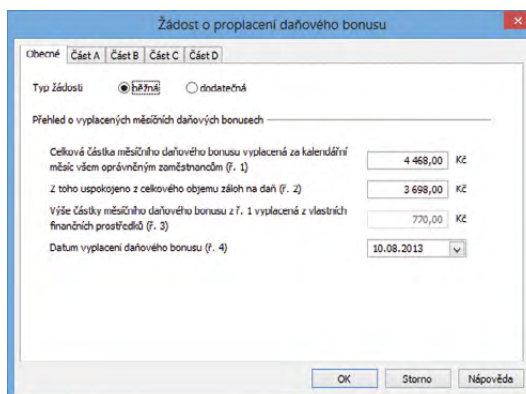 Žádost o proplacení daňového bonusu
Obecné Část A Část B Část C Část D
Typ žádosti běžná dodatečná
Přehled o vyplacených měsíčních daňových bonusech
Celková částka měsíčního daňového bonusu vyplacená za kalendářní
měsíc všem oprávněným zaměstnancům (ř. 1)
4 468,00 Kč
Z toho uspokojeno z celkového objemu záloh na daň (ř. 2)
3 698,00 Kč
Výše částky měsíčního daňového bonusu z ř. 1 vyplacená z vlastních
finančních prostředků (ř. 3)
770,00 Kč
Datum vyplacení daňového bonusu (ř. 4)
10.08.2013
OK Storno Nápověda